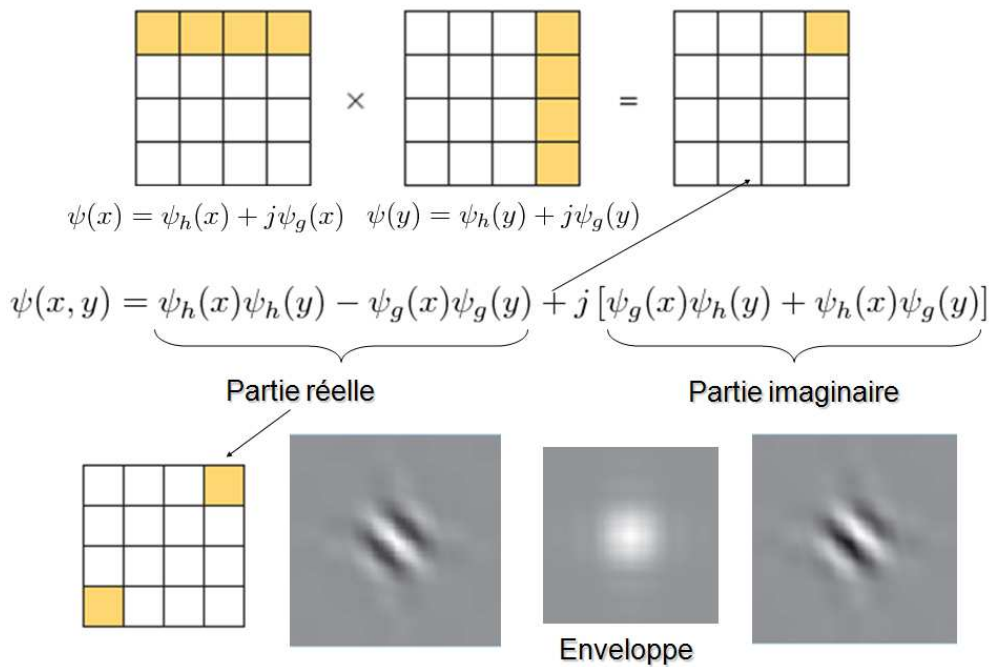 × =
ψ(x) = ψ_h(x) + jψ_g(x) ψ(y) = ψ_h(y) + jψ_g(y)
ψ(x, y) = ψ_h(x)ψ_h(y) − ψ_g(x)ψ_g(y) + j [ψ_g(x)ψ_h(y) + ψ_h(x)ψ_g(y)]
Partie réelle Partie imaginaire
Enveloppe